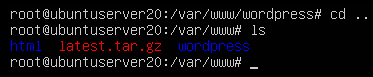 root@ubuntuserver20:/var/www/wordpress# cd ..
root@ubuntuserver20:/var/www# ls
html  latest.tar.gz  wordpress
root@ubuntuserver20:/var/www# _